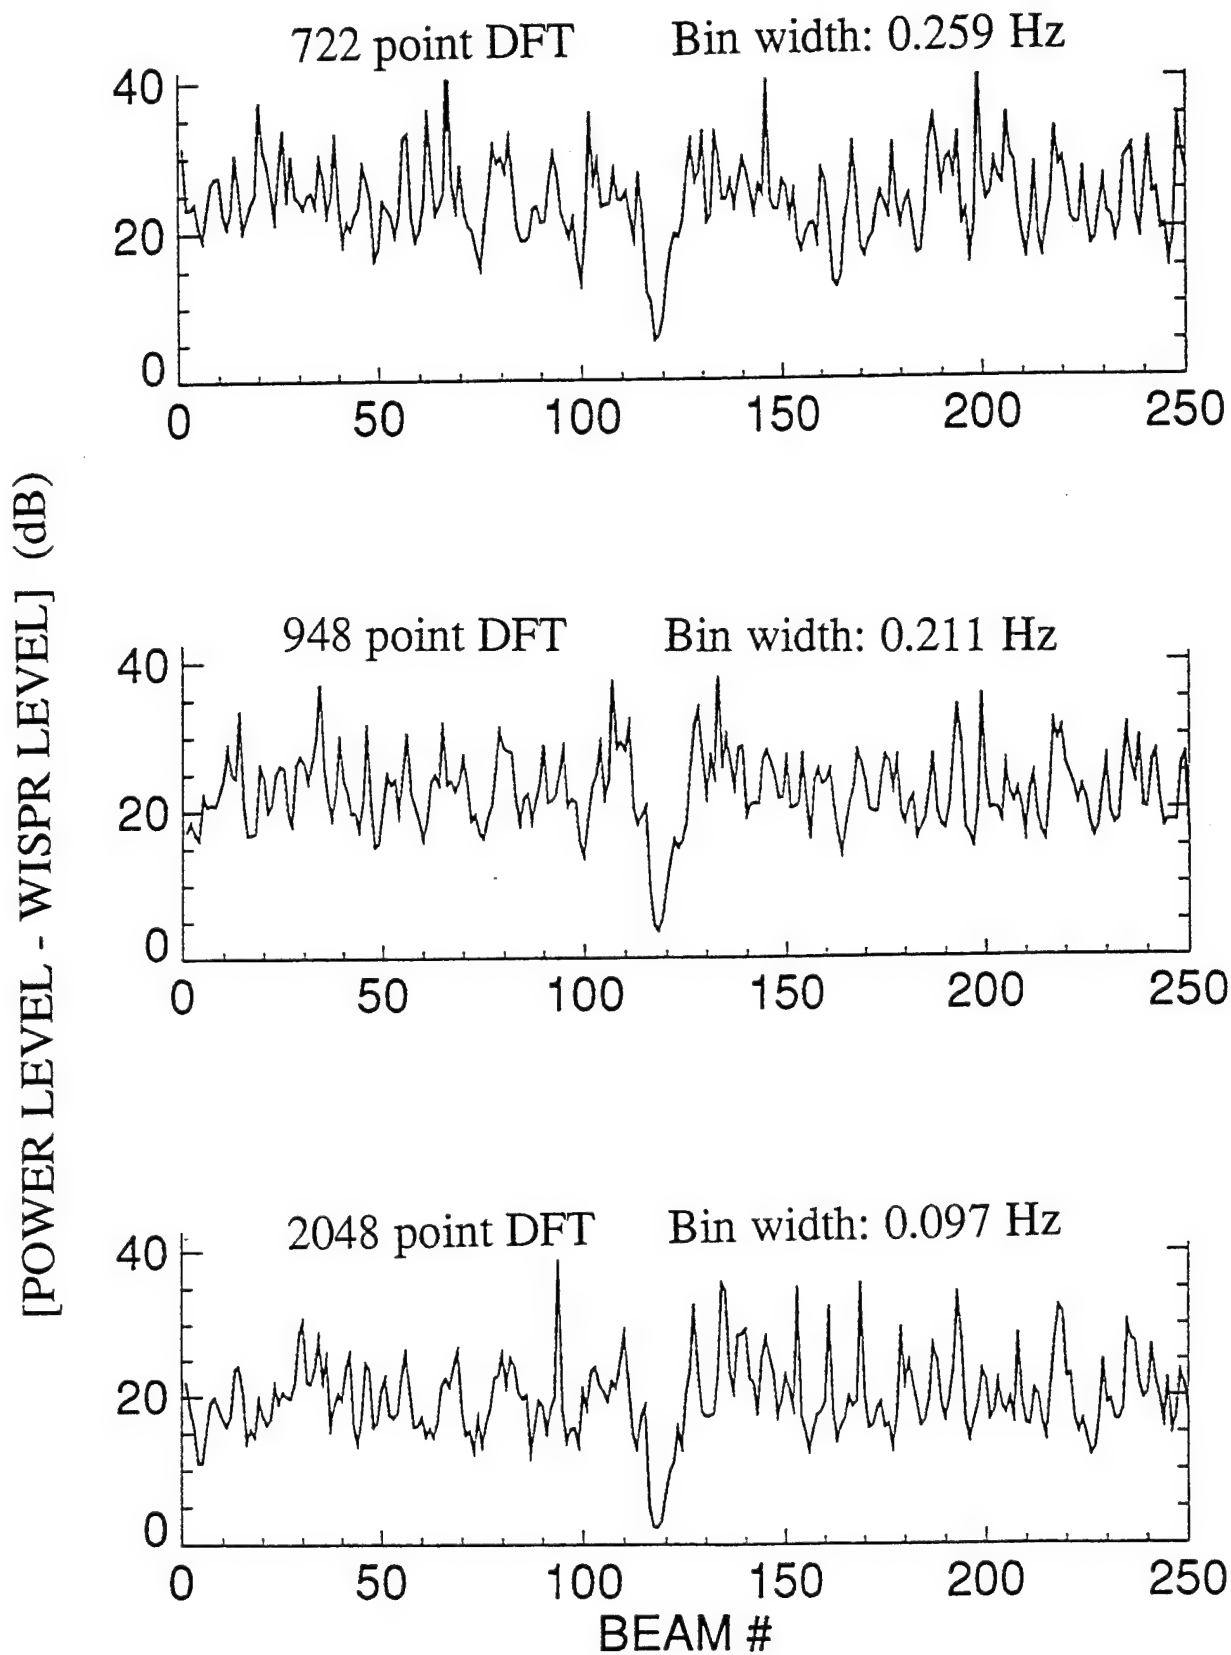 722 point DFT Bin width: 0.259 Hz
40
20
0
0 50 100 150 200 250
[POWER LEVEL - WISPR LEVEL] (dB)
948 point DFT Bin width: 0.211 Hz
40
20
0
0 50 100 150 200 250
2048 point DFT Bin width: 0.097 Hz
40
20
0
0 50 100 150 200 250
BEAM #